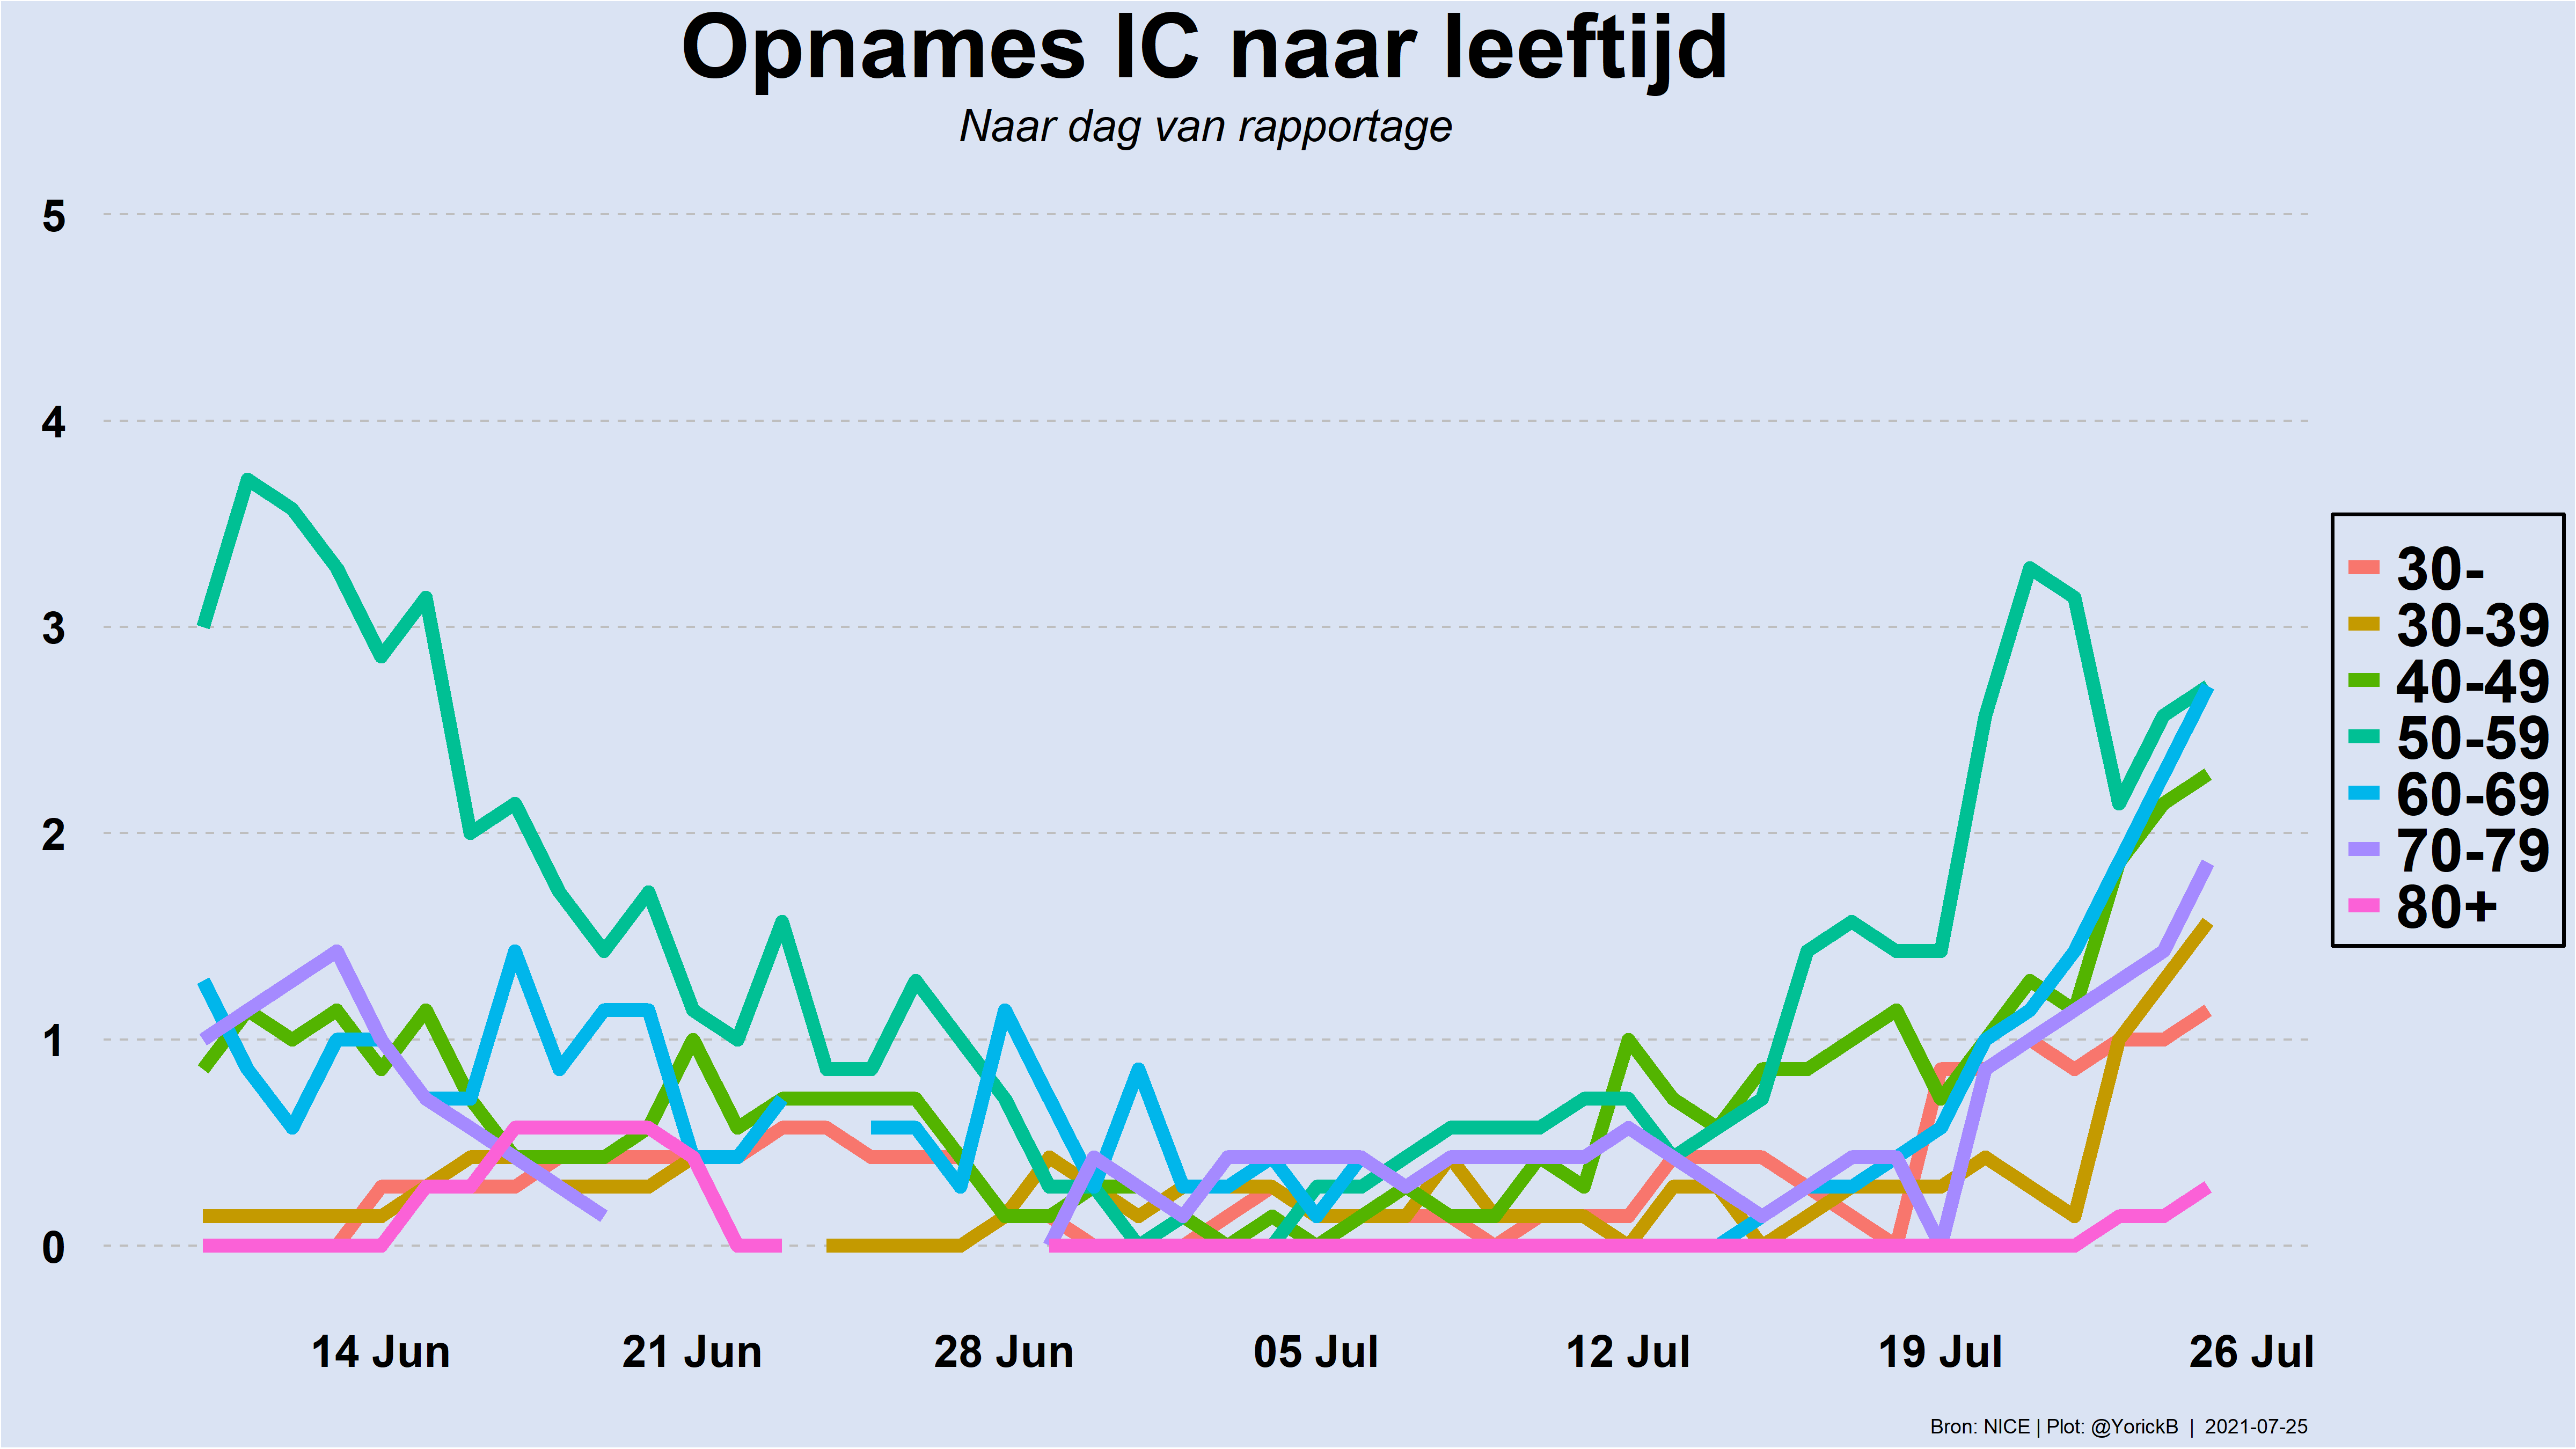 Opnames IC naar leeftijd
Naar dag van rapportage
5
4
3
2
1
0
14 Jun
21 Jun
28 Jun
05 Jul
12 Jul
19 Jul
26 Jul
30-
30-39
40-49
50-59
60-69
70-79
80+
Bron: NICE | Plot: @YorickB | 2021-07-25